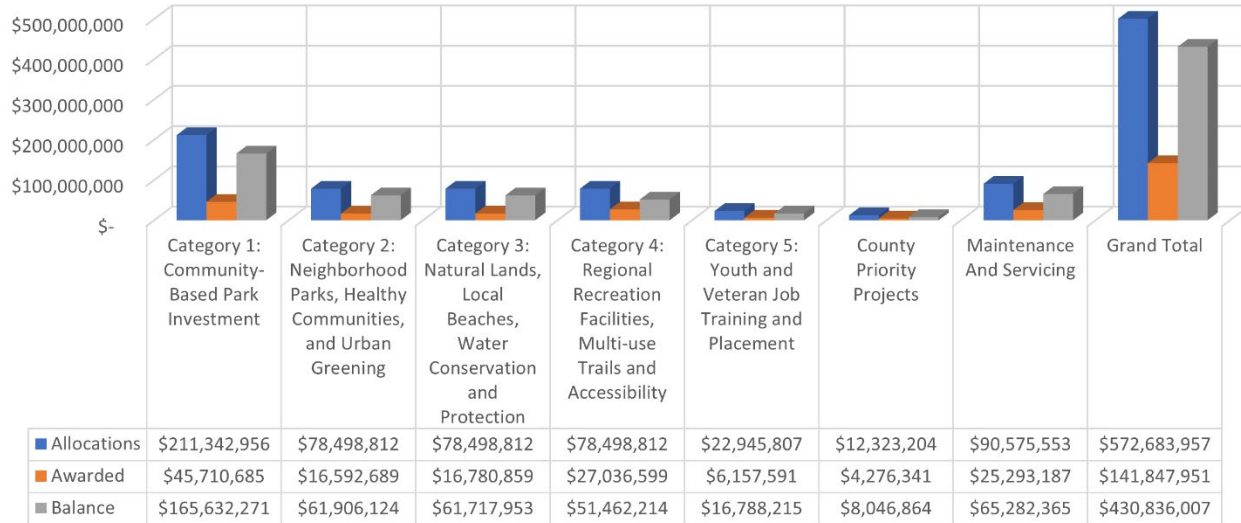 $500,000,000
$400,000,000
$300,000,000
$200,000,000
$100,000,000
$-
Category 1:
Community-
Based Park
Investment
Category 2:
Neighborhood
Parks, Healthy
Communities,
and Urban
Greening
Category 3:
Natural Lands,
Local
Beaches,
Water
Conservation
and
Protection
Category 4:
Regional
Recreation
Facilities,
Multi-use
Trails and
Accessibility
Category 5:
Youth and
Veteran Job
Training and
Placement
County
Priority
Projects
Maintenance
And Servicing
Grand Total
Allocations $211,342,956 $78,498,812 $78,498,812 $78,498,812 $22,945,807 $12,323,204 $90,575,553 $572,683,957
Awarded $45,710,685 $16,592,689 $16,780,859 $27,036,599 $6,157,591 $4,276,341 $25,293,187 $141,847,951
Balance $165,632,271 $61,906,124 $61,717,953 $51,462,214 $16,788,215 $8,046,864 $65,282,365 $430,836,007